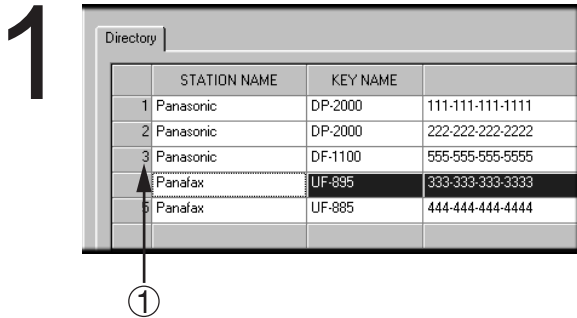 1
Directory
STATION NAME KEY NAME
1 Panasonic DP-2000 111-111-111-1111
2 Panasonic DP-2000 222-222-222-2222
3 Panasonic DF-1100 555-555-555-5555
Panafax UF-895 333-333-333-3333
5 Panafax UF-885 444-444-444-4444
①